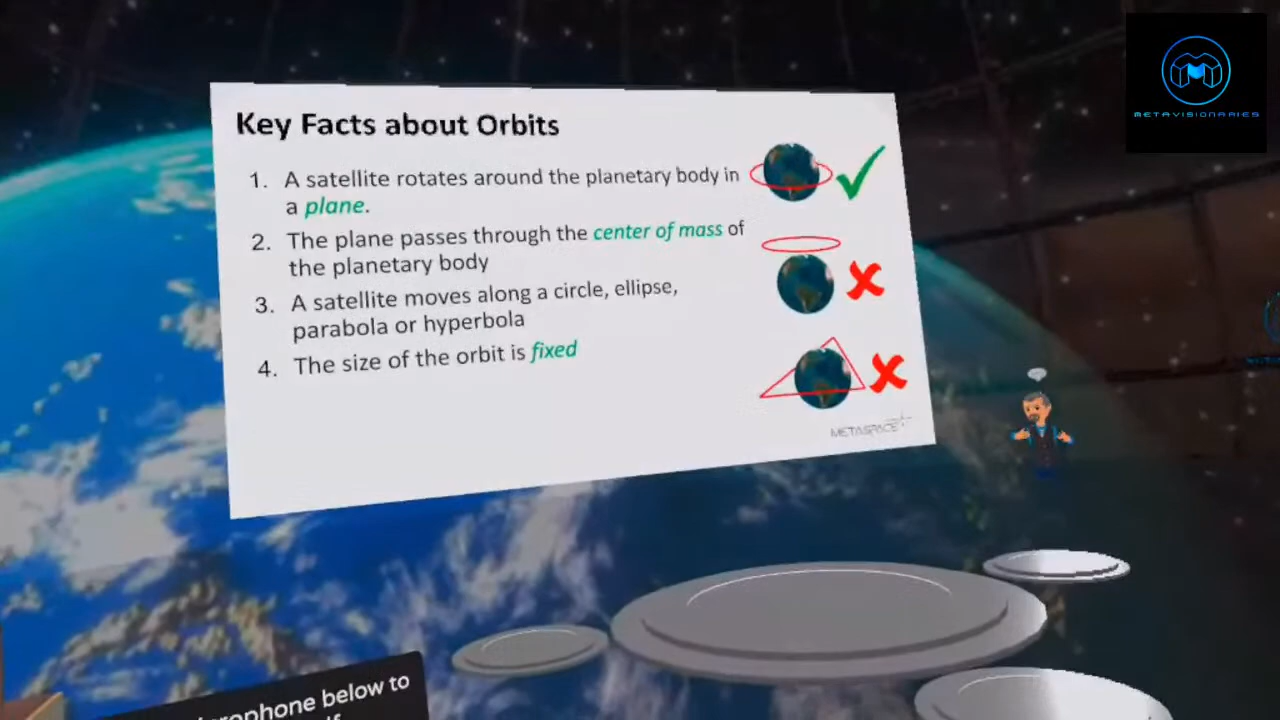 METAVISIONARIES
Key Facts about Orbits
1. A satellite rotates around the planetary body in
a plane.
2. The plane passes through the center of mass of
the planetary body
3. A satellite moves along a circle, ellipse,
parabola or hyperbola
4. The size of the orbit is fixed
METASPACE
below to